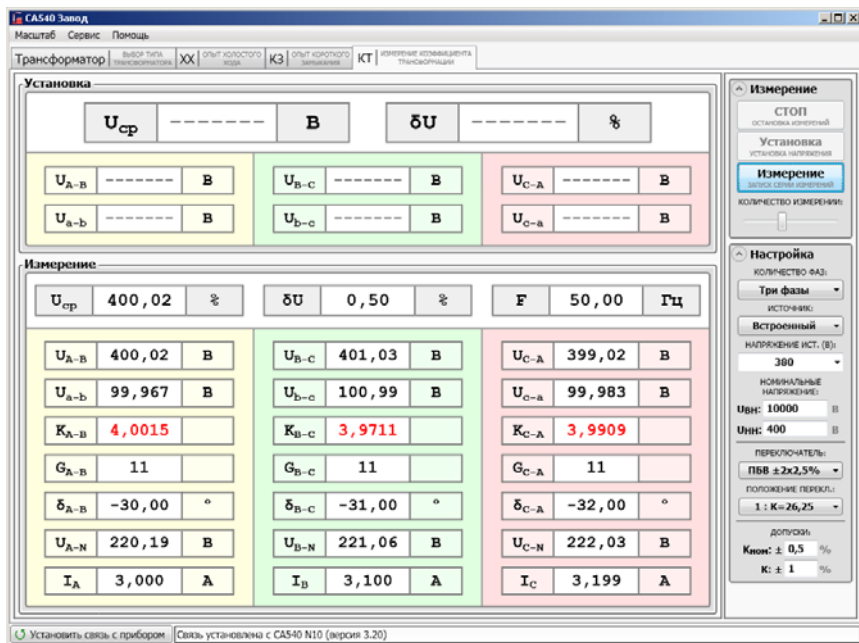 CA540 Завод
Масштаб Сервис Помощь
Трансформатор ВЫБОР ТИПА ТРАНСФОРМАТОРА ХХ ОПЫТ ХОЛОСТОГО ХОДА КЗ ОПЫТ КОРОТКОГО ЗАМЫКАНИЯ КТ ИЗМЕРЕНИЕ КОЭФФИЦИЕНТА ТРАНСФОРМАЦИИ
Установка
Uср ------- В δU ------- %
UA-B ------- В UB-C ------- В UC-A ------- В
Ua-b ------- В Ub-c ------- В Uc-a ------- В
Измерение
Uср 400,02 % δU 0,50 % F 50,00 Гц
UA-B 400,02 В UB-C 401,03 В UC-A 399,02 В
Ua-b 99,967 В Ub-c 100,99 В Uc-a 99,983 В
KA-B 4,0015 KB-C 3,9711 KC-A 3,9909
GA-B 11 GB-C 11 GC-A 11
δA-B -30,00 ° δB-C -31,00 ° δC-A -32,00 °
UA-N 220,19 В UB-N 221,06 В UC-N 222,03 В
IA 3,000 А IB 3,100 А IC 3,199 А
Измерение
СТОП
ОСТАНОВКА ИЗМЕРЕНИЙ
Установка
УСТАНОВКА НАПРЯЖЕНИЯ
Измерение
ЗАПУСК СЕРИИ ИЗМЕРЕНИЙ
КОЛИЧЕСТВО ИЗМЕРЕНИИ:
Настройка
КОЛИЧЕСТВО ФАЗ:
Три фазы
ИСТОЧНИК:
Встроенный
НАПРЯЖЕНИЕ ИСТ. (В):
380
НОМИНАЛЬНЫЕ
НАПРЯЖЕНИЕ:
Uвн: 10000 В
Uнн: 400 В
ПЕРЕКЛЮЧАТЕЛЬ:
ПБВ ±2x2,5%
ПОЛОЖЕНИЕ ПЕРЕКЛ.:
1 : K=26,25
ДОПУСКИ:
Kном: ± 0,5 %
K: ± 1 %
Установить связь с прибором Связь установлена с CA540 N10 (версия 3.20)